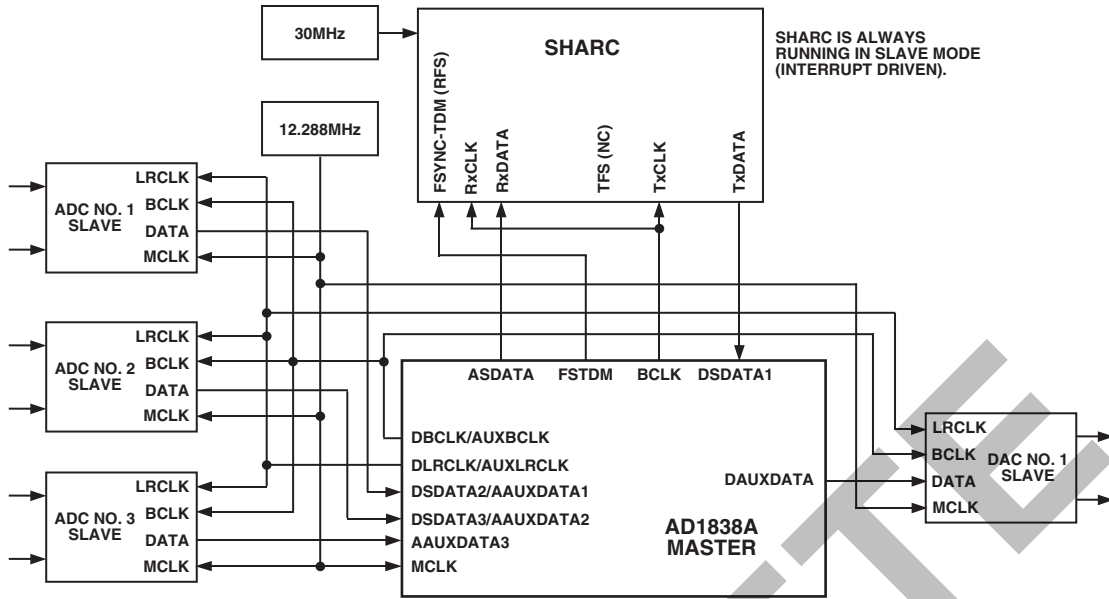 30MHz
12.288MHz
SHARC
FSYNC-TDM (RFS)
RxCLK
RxDATA
TFS (NC)
TxCLK
TxDATA
SHARC IS ALWAYS
RUNNING IN SLAVE MODE
(INTERRUPT DRIVEN).
ADC NO. 1
SLAVE
LRCLK
BCLK
DATA
MCLK
ADC NO. 2
SLAVE
LRCLK
BCLK
DATA
MCLK
ADC NO. 3
SLAVE
LRCLK
BCLK
DATA
MCLK
ASDATA
FSTDM
BCLK
DSDATA1
DBCLK/AUXBCLK
DLRCLK/AUXLRCLK
DSDATA2/AAUXDATA1
DSDATA3/AAUXDATA2
AAUXDATA3
MCLK
DAUXDATA
AD1838A
MASTER
LRCLK
BCLK
DATA
MCLK
DAC NO. 1
SLAVE
TE